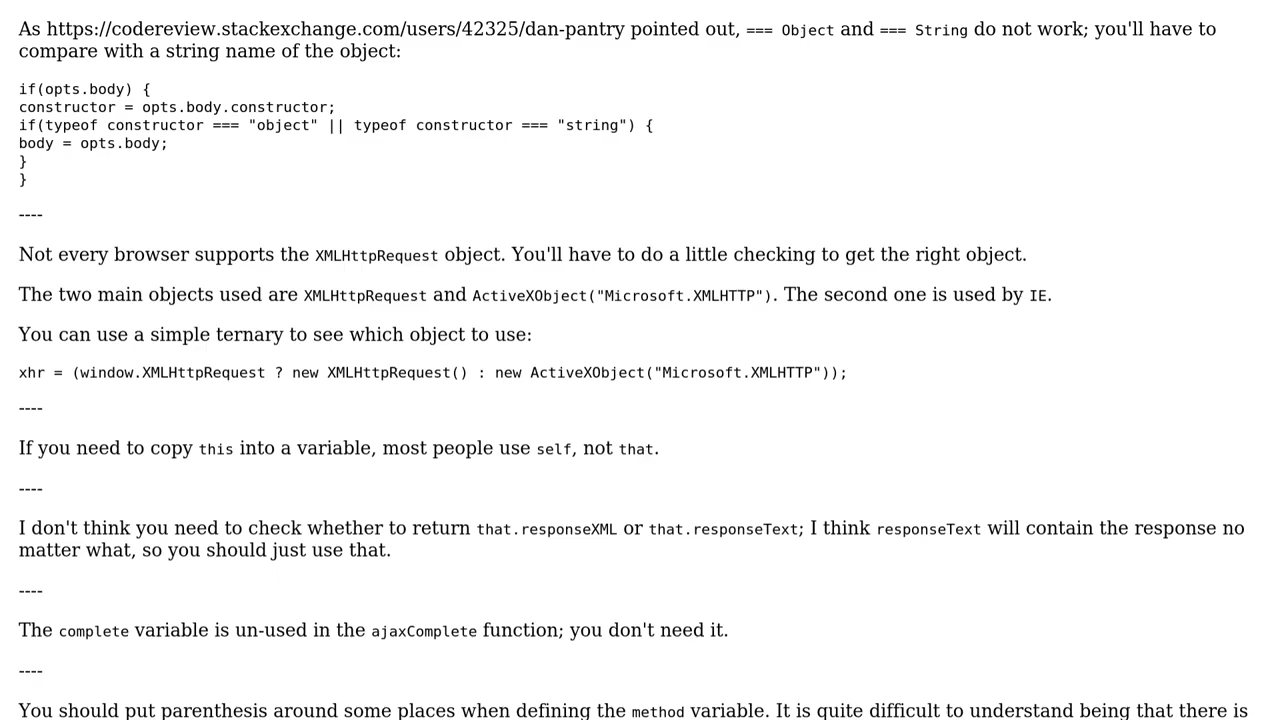 As https://codereview.stackexchange.com/users/42325/dan-pantry pointed out, === Object and === String do not work; you'll have to
compare with a string name of the object:
if(opts.body) {
constructor = opts.body.constructor;
if(typeof constructor === "object" || typeof constructor === "string") {
body = opts.body;
}
}
----
Not every browser supports the XMLHttpRequest object. You'll have to do a little checking to get the right object.
The two main objects used are XMLHttpRequest and ActiveXObject("Microsoft.XMLHTTP"). The second one is used by IE.
You can use a simple ternary to see which object to use:
xhr = (window.XMLHttpRequest ? new XMLHttpRequest() : new ActiveXObject("Microsoft.XMLHTTP"));
----
If you need to copy this into a variable, most people use self, not that.
----
I don't think you need to check whether to return that.responseXML or that.responseText; I think responseText will contain the response no
matter what, so you should just use that.
----
The complete variable is un-used in the ajaxComplete function; you don't need it.
----
You should put parenthesis around some places when defining the method variable. It is quite difficult to understand being that there is